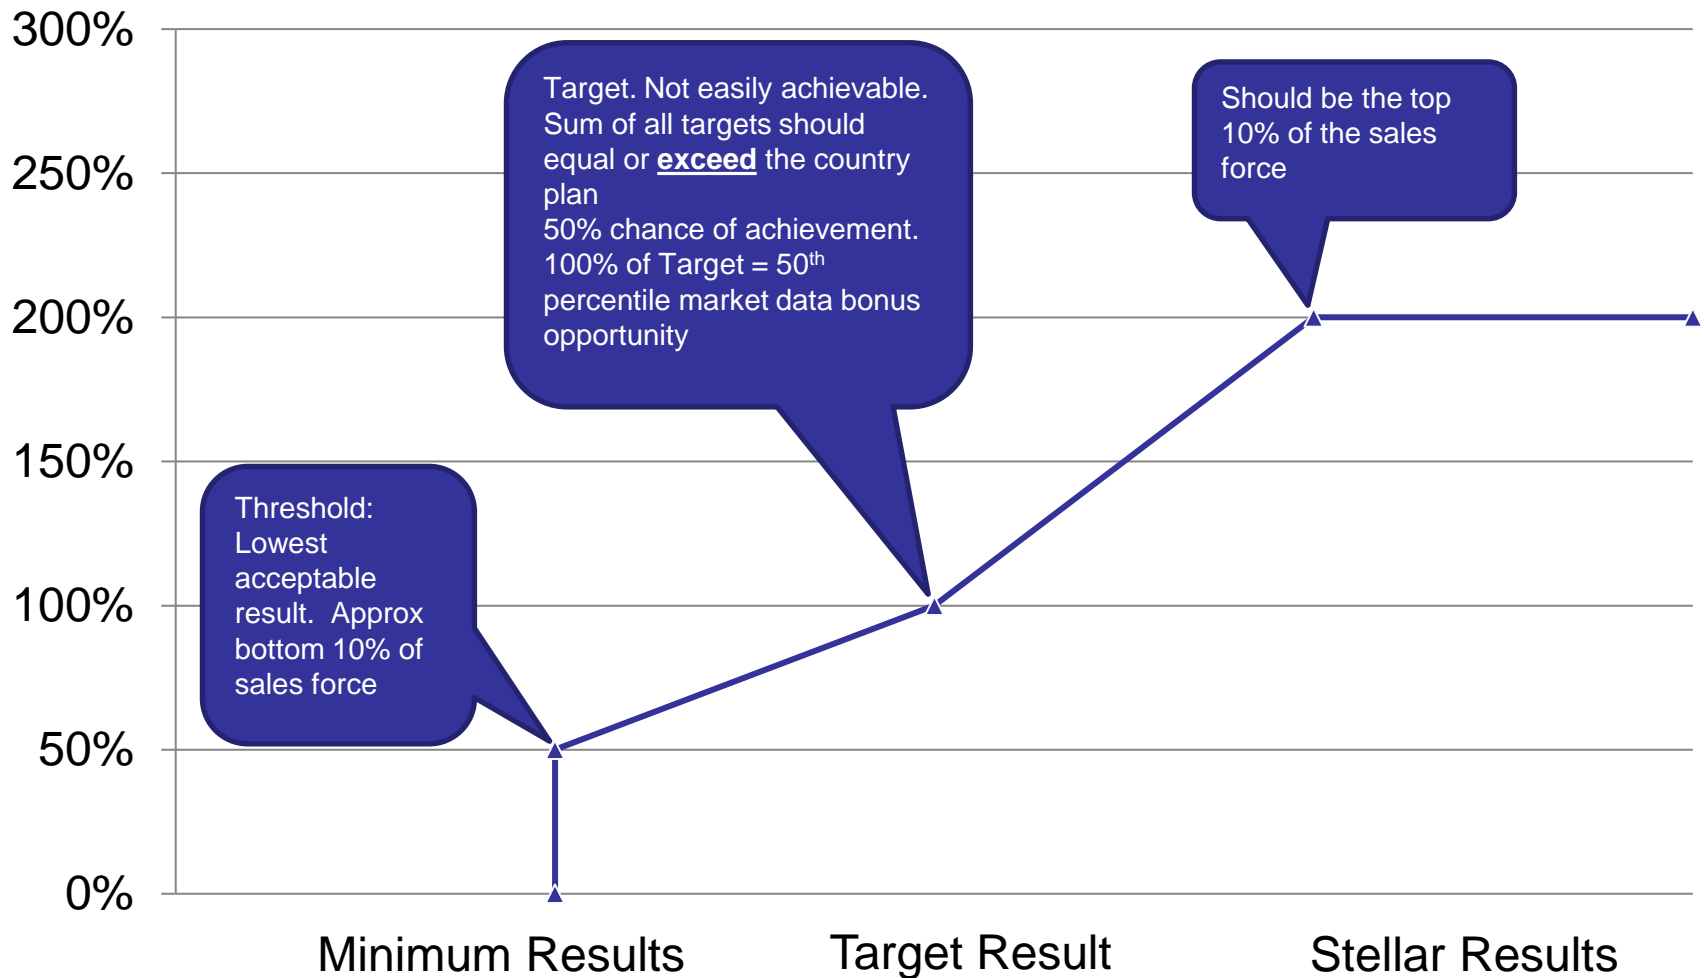 300%
250%
200%
150%
100%
50%
0%
Target. Not easily achievable.
Sum of all targets should
equal or exceed the country
plan
50% chance of achievement.
100% of Target = 50th
percentile market data bonus
opportunity
Should be the top
10% of the sales
force
Threshold:
Lowest
acceptable
result.  Approx
bottom 10% of
sales force
Minimum Results
Target Result
Stellar Results